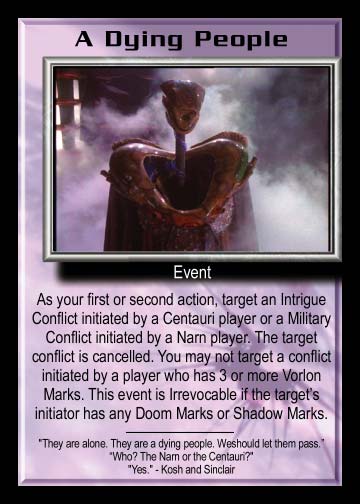 A Dying People
Event
As your first or second action, target an Intrigue
Conflict initiated by a Centauri player or a Military
Conflict initiated by a Narn player. The target
conflict is cancelled. You may not target a conflict
initiated by a player who has 3 or more Vorlon
Marks. This event is Irrevocable if the target's
initiator has any Doom Marks or Shadow Marks.
"They are alone. They are a dying people. Weshould let them pass."
"Who? The Narn or the Centauri?"
"Yes." - Kosh and Sinclair